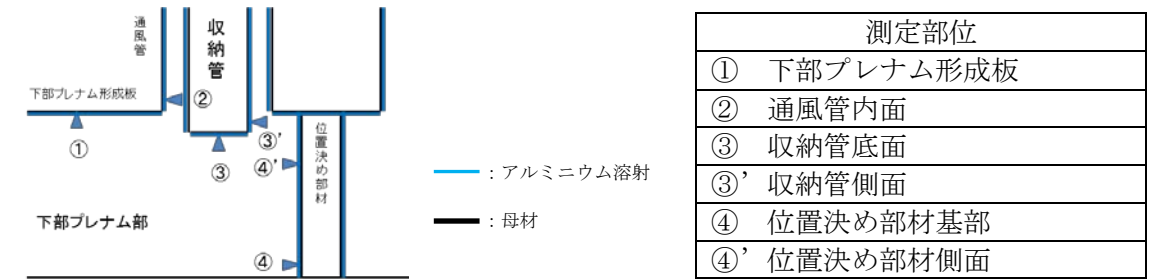 通風管
収納管
下部プレナム形成板
②
①
③’
③
④’
位置決め部材
下部プレナム部
④
：アルミニウム溶射
：母材
測定部位
① 下部プレナム形成板
② 通風管内面
③ 収納管底面
③’ 収納管側面
④ 位置決め部材基部
④’ 位置決め部材側面